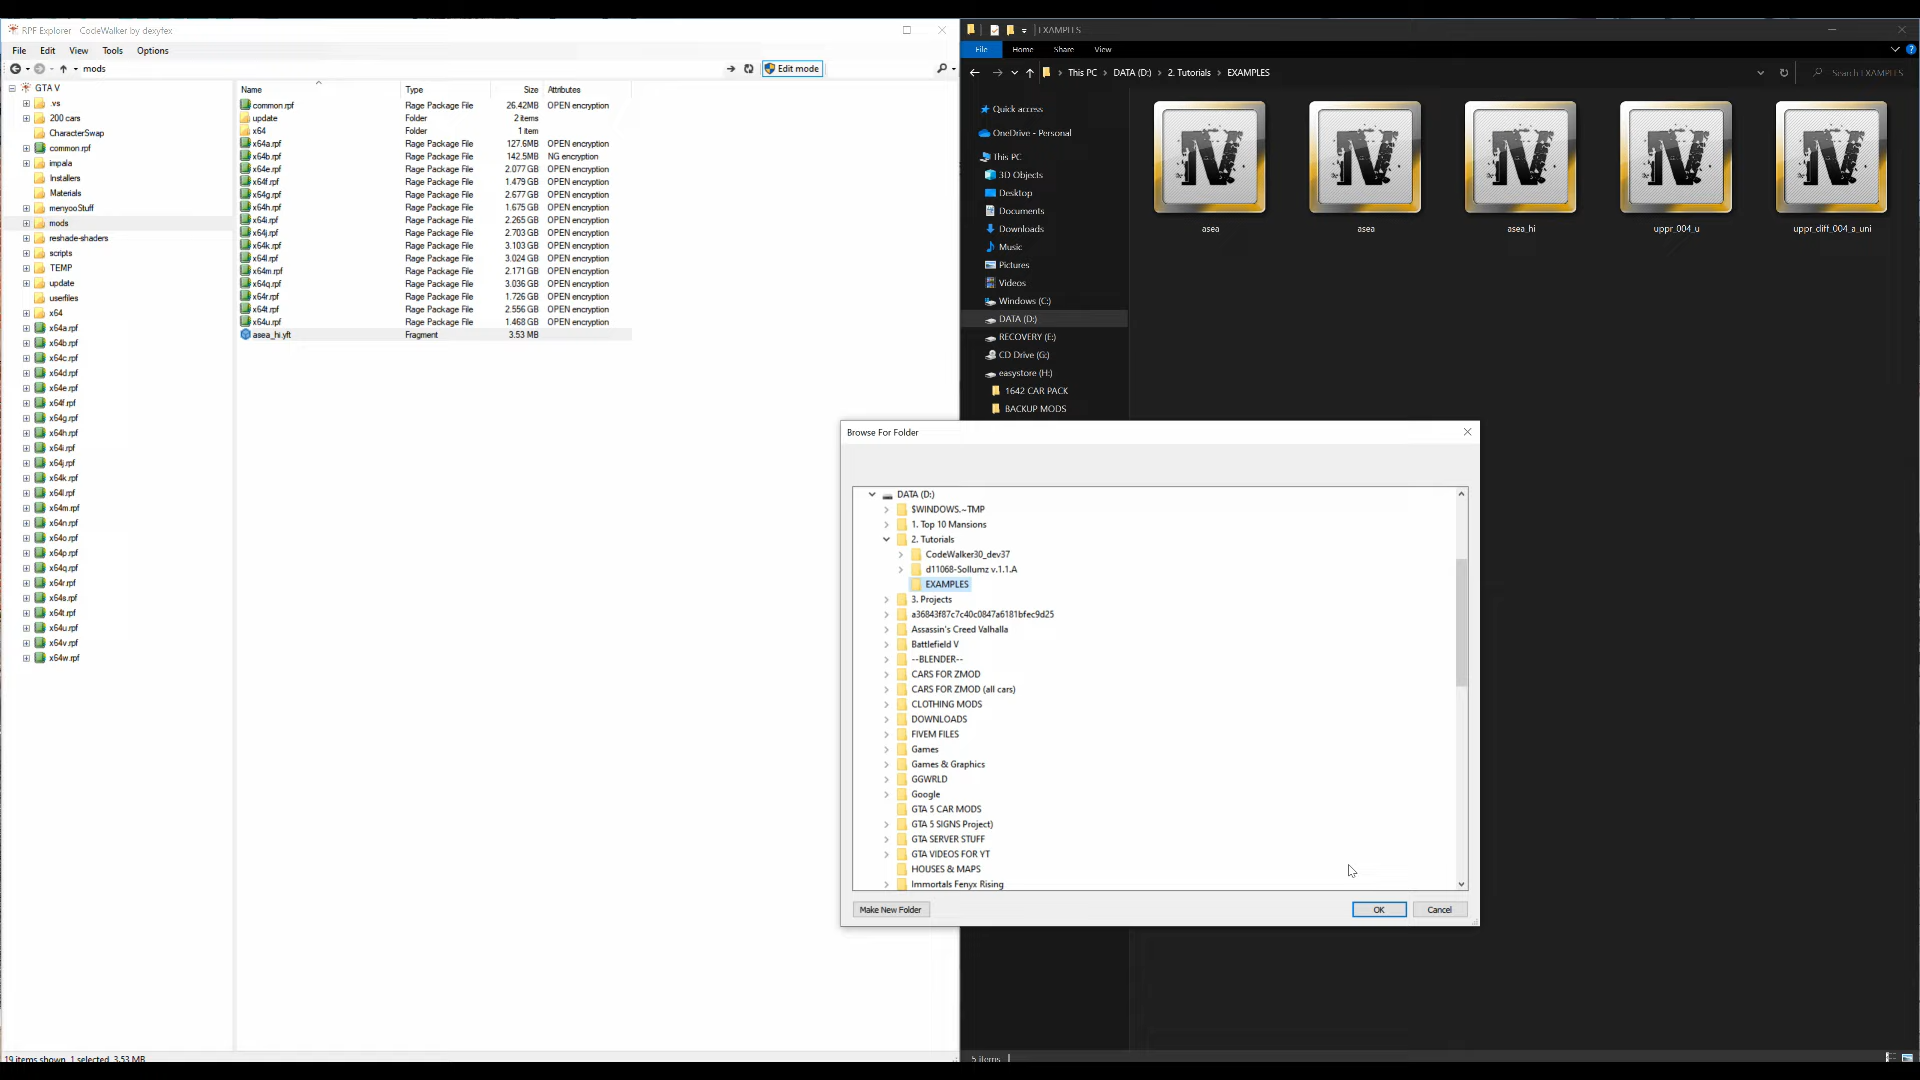 RPF Explorer - CodeWalker by dexyfex
File Edit View Tools Options
mods
Edit mode
GTA V
.vs
200 cars
CharacterSwap
common.rpf
impala
Installers
Materials
menyooStuff
mods
reshade-shaders
scripts
TEMP
update
userfiles
x64
x64a.rpf
x64b.rpf
x64c.rpf
x64d.rpf
x64e.rpf
x64f.rpf
x64g.rpf
x64h.rpf
x64i.rpf
x64j.rpf
x64k.rpf
x64l.rpf
x64m.rpf
x64n.rpf
x64o.rpf
x64p.rpf
x64q.rpf
x64r.rpf
x64s.rpf
x64t.rpf
x64u.rpf
x64v.rpf
x64w.rpf
Name Type Size Attributes
common.rpf Rage Package File 26.42MB OPEN encryption
update Folder 2 items
x64 Folder 1 item
x64a.rpf Rage Package File 127.6MB OPEN encryption
x64b.rpf Rage Package File 142.5MB NG encryption
x64e.rpf Rage Package File 2.077 GB OPEN encryption
x64f.rpf Rage Package File 1.479 GB OPEN encryption
x64g.rpf Rage Package File 2.677 GB OPEN encryption
x64h.rpf Rage Package File 1.675 GB OPEN encryption
x64i.rpf Rage Package File 2.265 GB OPEN encryption
x64j.rpf Rage Package File 2.703 GB OPEN encryption
x64k.rpf Rage Package File 3.103 GB OPEN encryption
x64l.rpf Rage Package File 3.024 GB OPEN encryption
x64m.rpf Rage Package File 2.171 GB OPEN encryption
x64q.rpf Rage Package File 3.036 GB OPEN encryption
x64r.rpf Rage Package File 1.726 GB OPEN encryption
x64t.rpf Rage Package File 2.556 GB OPEN encryption
x64u.rpf Rage Package File 1.468 GB OPEN encryption
asea_hi.yft Fragment 3.53 MB
19 items shown, 1 selected, 3.53 MB
EXAMPLES
File Home Share View
This PC > DATA (D:) > 2. Tutorials > EXAMPLES
Search EXAMPLES
Quick access
OneDrive - Personal
This PC
3D Objects
Desktop
Documents
Downloads
Music
Pictures
Videos
Windows (C:)
DATA (D:)
RECOVERY (E:)
CD Drive (G:)
easystore (H:)
1642 CAR PACK
BACKUP MODS
IV IV IV IV IV
asea asea asea_hi uppr_004_u uppr_diff_004_a_uni
5 items
Browse For Folder
DATA (D:)
$WINDOWS.~TMP
1. Top 10 Mansions
2. Tutorials
CodeWalker30_dev37
d11068-Sollumz v.1.1.A
EXAMPLES
3. Projects
a36843f87c7c40c0847a6181bfec9d25
Assassin's Creed Valhalla
Battlefield V
--BLENDER--
CARS FOR ZMOD
CARS FOR ZMOD (all cars)
CLOTHING MODS
DOWNLOADS
FIVEM FILES
Games
Games & Graphics
GGWRLD
Google
GTA 5 CAR MODS
GTA 5 SIGNS Project)
GTA SERVER STUFF
GTA VIDEOS FOR YT
HOUSES & MAPS
Immortals Fenyx Rising
Make New Folder OK Cancel